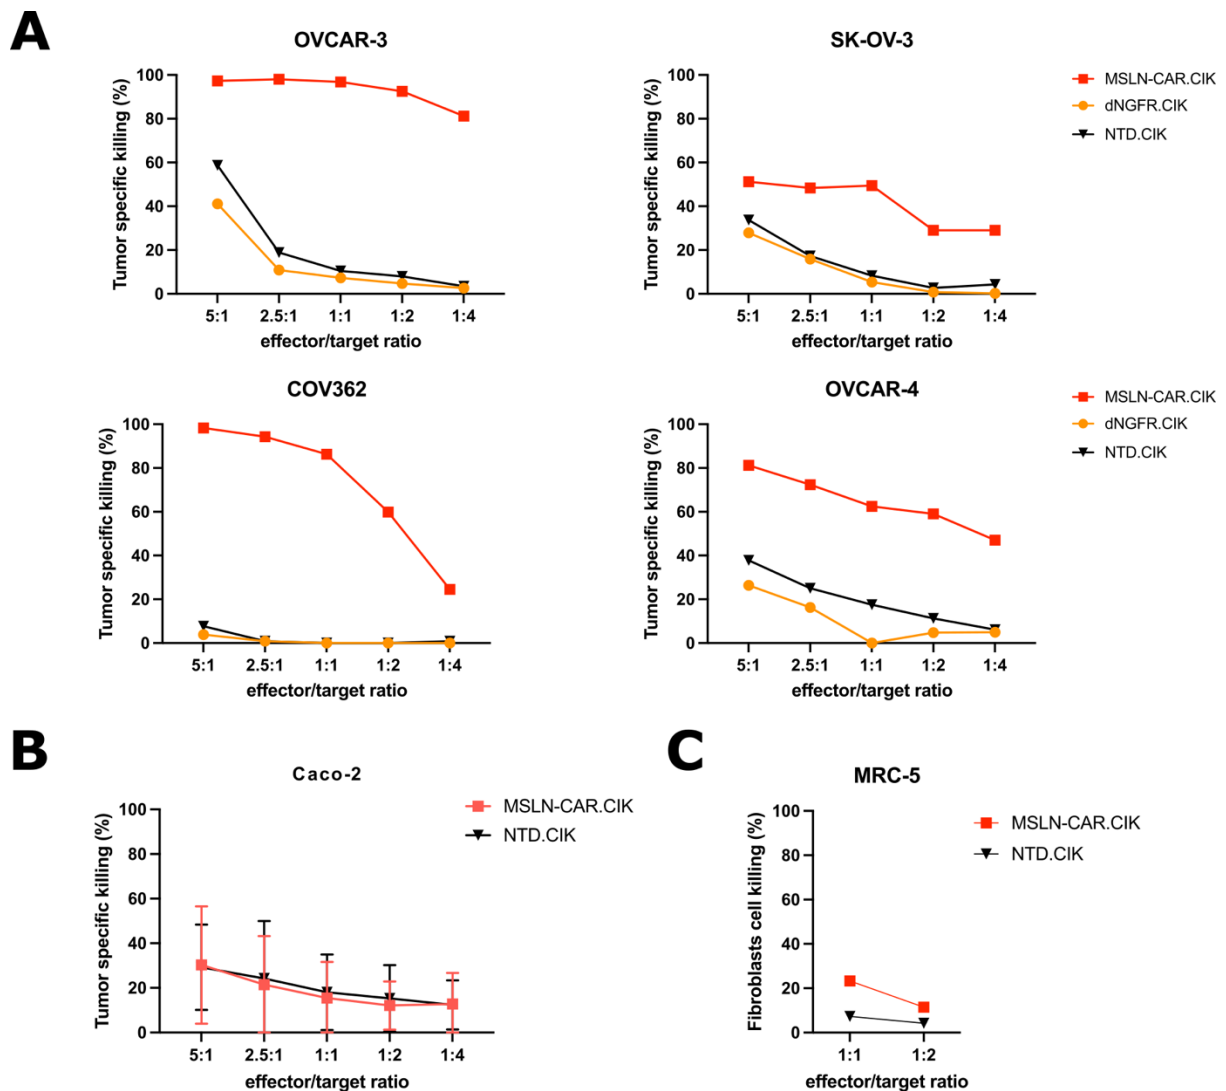 A
OVCAR-3
Tumor specific killing (%)
100
80
60
40
20
0
5:1 2.5:1 1:1 1:2 1:4
effector/target ratio
SK-OV-3
Tumor specific killing (%)
100
80
60
40
20
0
5:1 2.5:1 1:1 1:2 1:4
effector/target ratio
MSLN-CAR.CIK
dNGFR.CIK
NTD.CIK
COV362
Tumor specific killing (%)
100
80
60
40
20
0
5:1 2.5:1 1:1 1:2 1:4
effector/target ratio
OVCAR-4
Tumor specific killing (%)
100
80
60
40
20
0
5:1 2.5:1 1:1 1:2 1:4
effector/target ratio
MSLN-CAR.CIK
dNGFR.CIK
NTD.CIK
B
Caco-2
Tumor specific killing (%)
100
80
60
40
20
0
5:1 2.5:1 1:1 1:2 1:4
effector/target ratio
MSLN-CAR.CIK
NTD.CIK
C
MRC-5
Fibroblasts cell killing (%)
100
80
60
40
20
0
1:1 1:2
effector/target ratio
MSLN-CAR.CIK
NTD.CIK